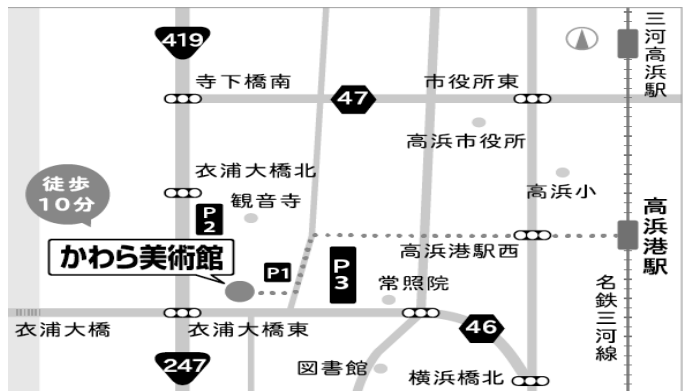 419
三河高浜駅
寺下橋南
市役所東
47
高浜市役所
衣浦大橋北
高浜小
徒歩
10分
観音寺
P2
高浜港駅
かわら美術館
P1
P3
高浜港駅西
常照院
名鉄三河線
衣浦大橋
衣浦大橋東
46
247
図書館
横浜橋北